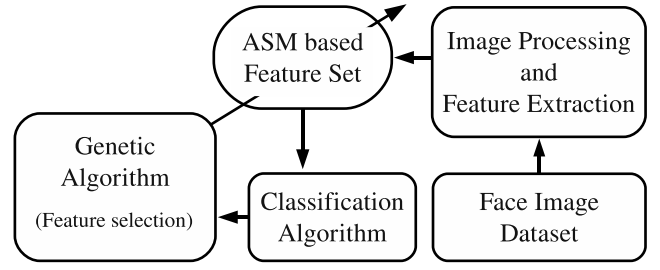 ASM based
Feature Set
Image Processing
and
Feature Extraction
Genetic
Algorithm
(Feature selection)
Classification
Algorithm
Face Image
Dataset